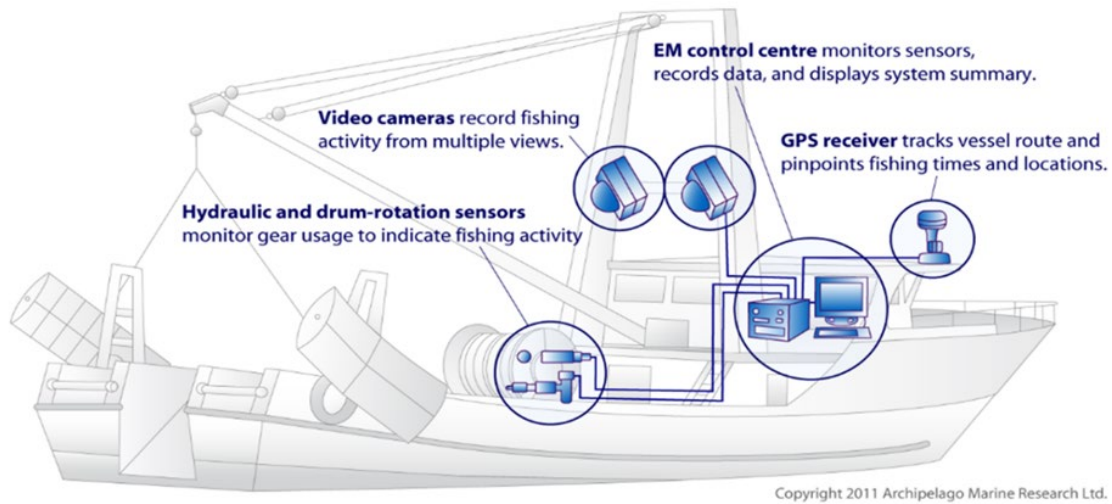 EM control centre monitors sensors,
records data, and displays system summary.
Video cameras record fishing
activity from multiple views.
GPS receiver tracks vessel route and
pinpoints fishing times and locations.
Hydraulic and drum-rotation sensors
monitor gear usage to indicate fishing activity
Copyright 2011 Archipelago Marine Research Ltd.